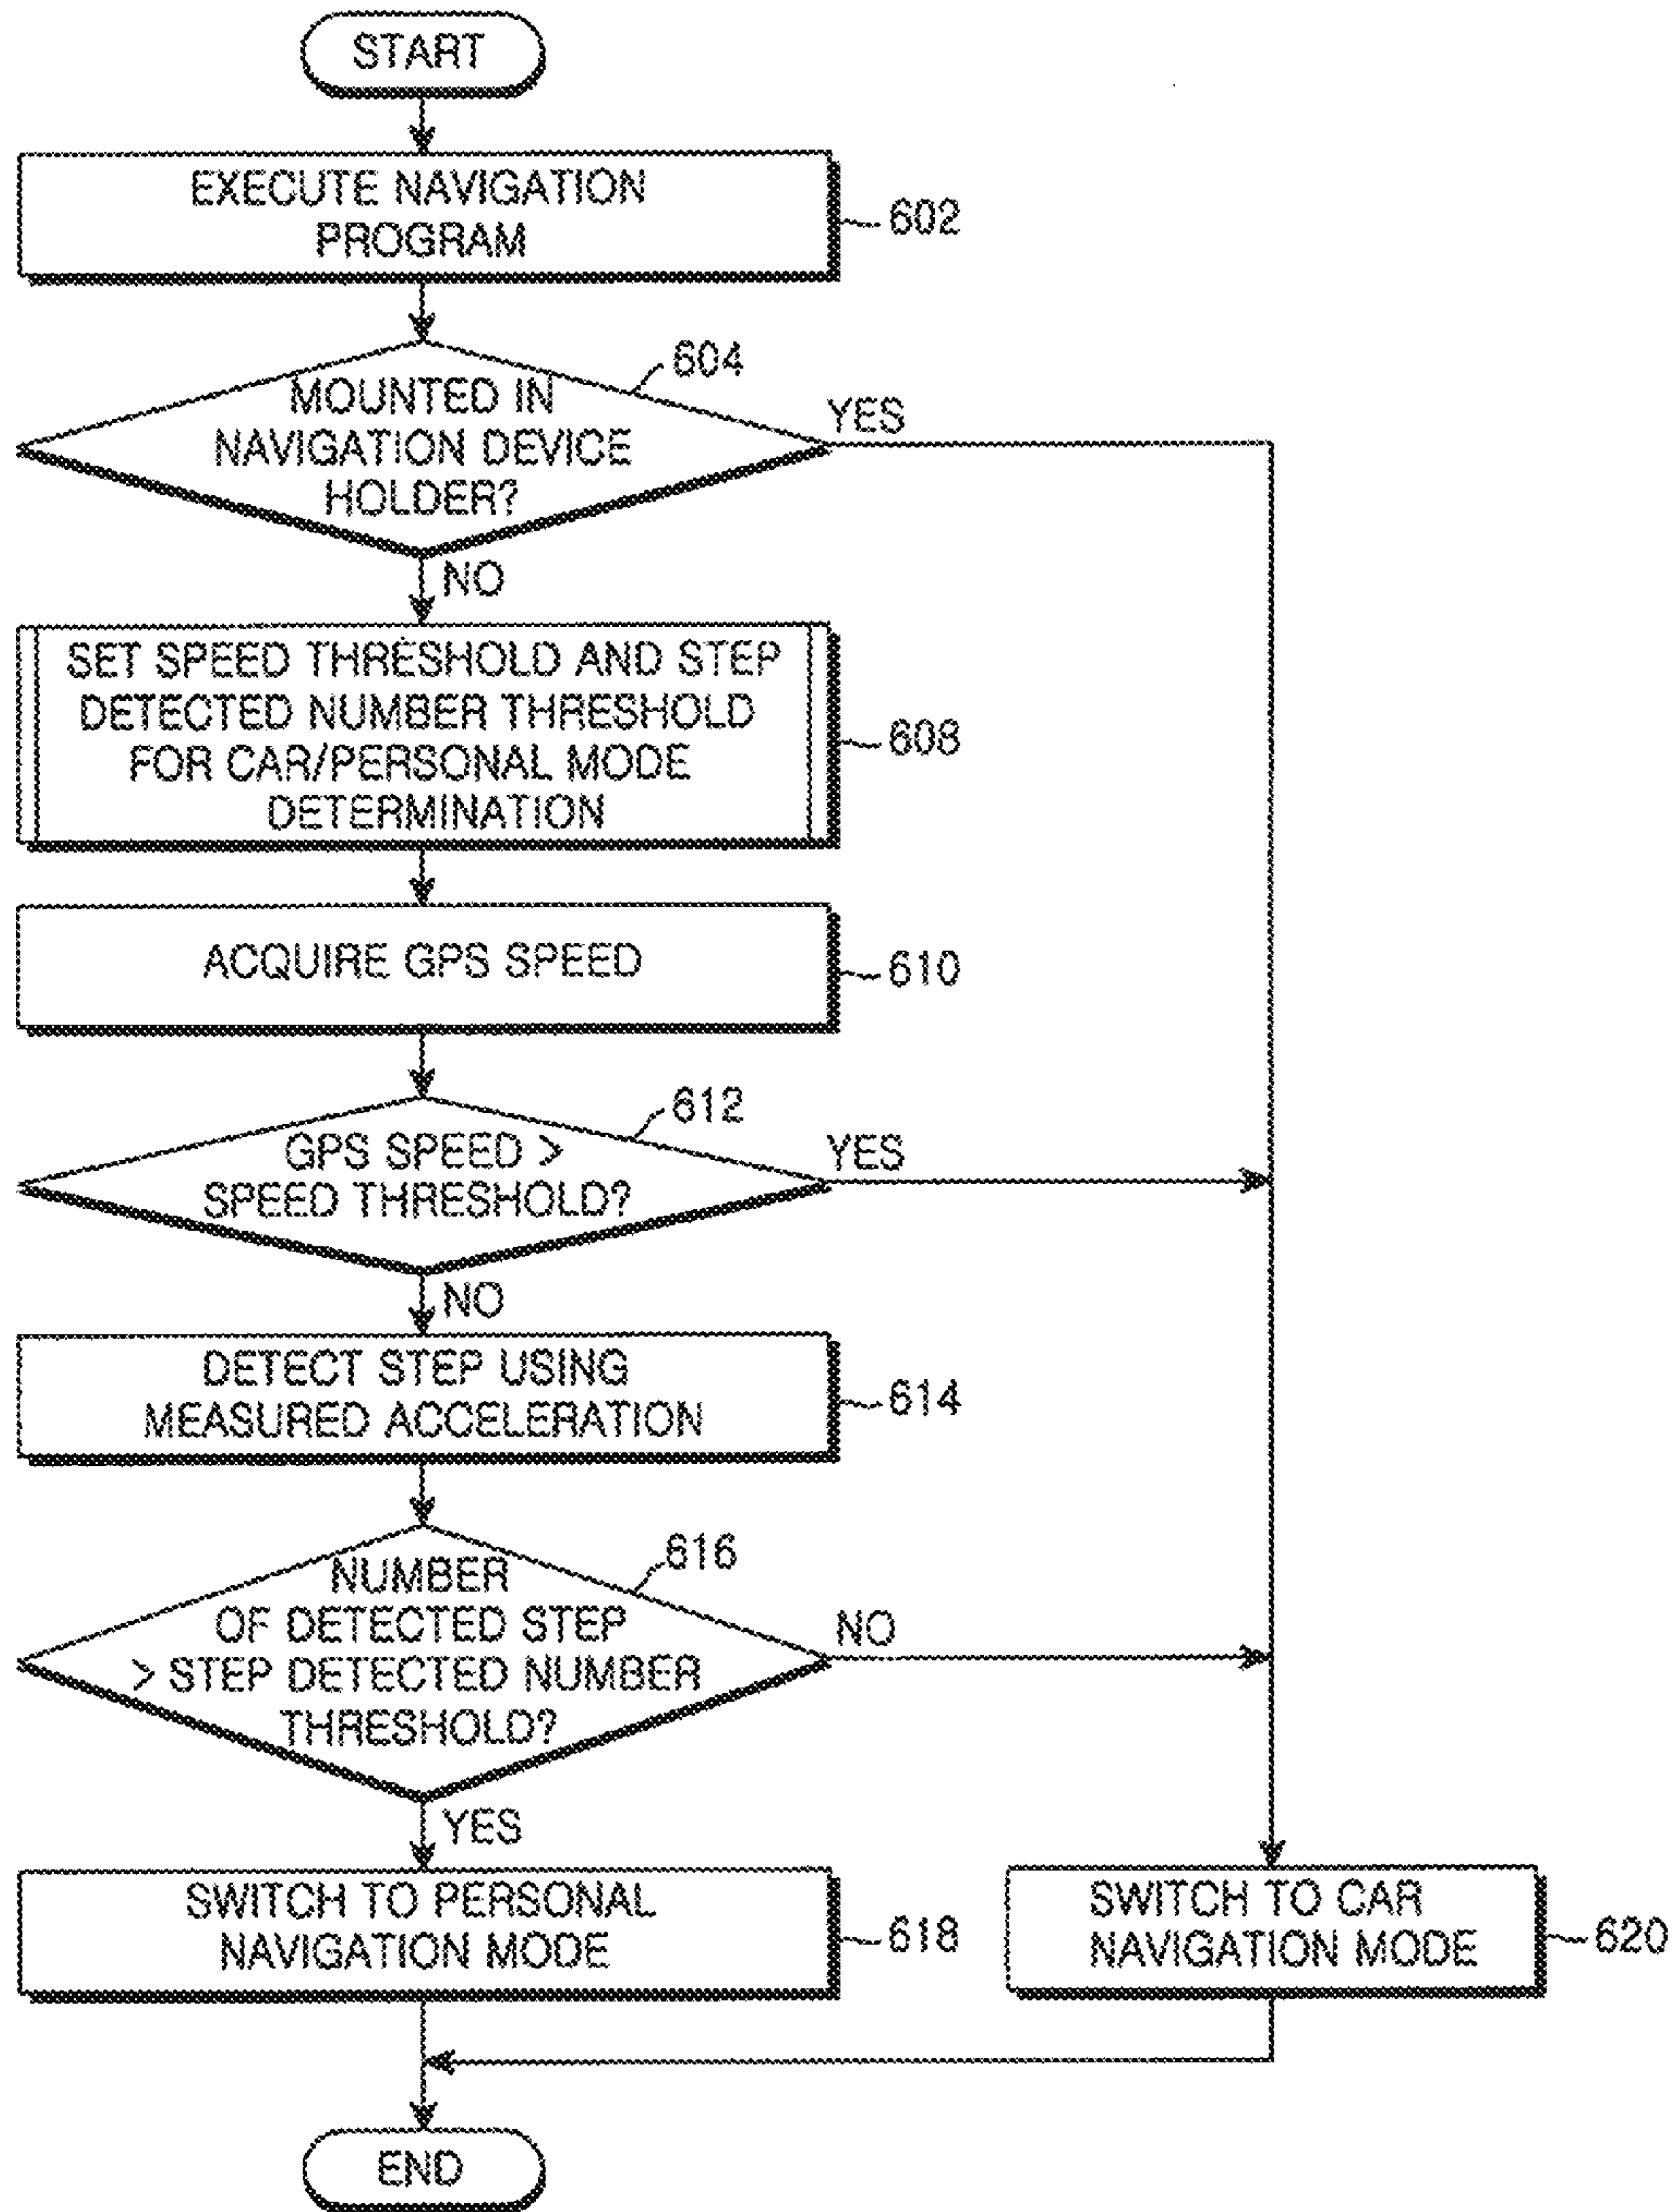 START
EXECUTE NAVIGATION
PROGRAM
602
604
MOUNTED IN
NAVIGATION DEVICE
HOLDER?
YES
NO
SET SPEED THRESHOLD AND STEP
DETECTED NUMBER THRESHOLD
FOR CAR/PERSONAL MODE
DETERMINATION
608
ACQUIRE GPS SPEED
610
612
GPS SPEED >
SPEED THRESHOLD?
YES
NO
DETECT STEP USING
MEASURED ACCELERATION
614
616
NUMBER
OF DETECTED STEP
> STEP DETECTED NUMBER
THRESHOLD?
NO
YES
SWITCH TO PERSONAL
NAVIGATION MODE
618
SWITCH TO CAR
NAVIGATION MODE
620
END